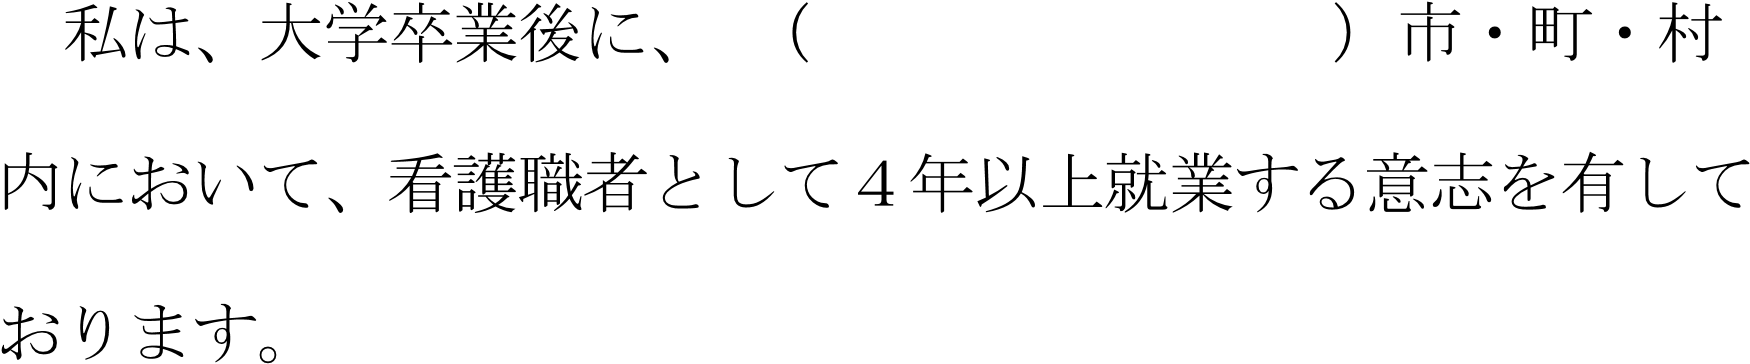 私は、大学卒業後に、　（　　　　　　　　）市・町・村
内において、看護職者として４年以上就業する意志を有して
おります。